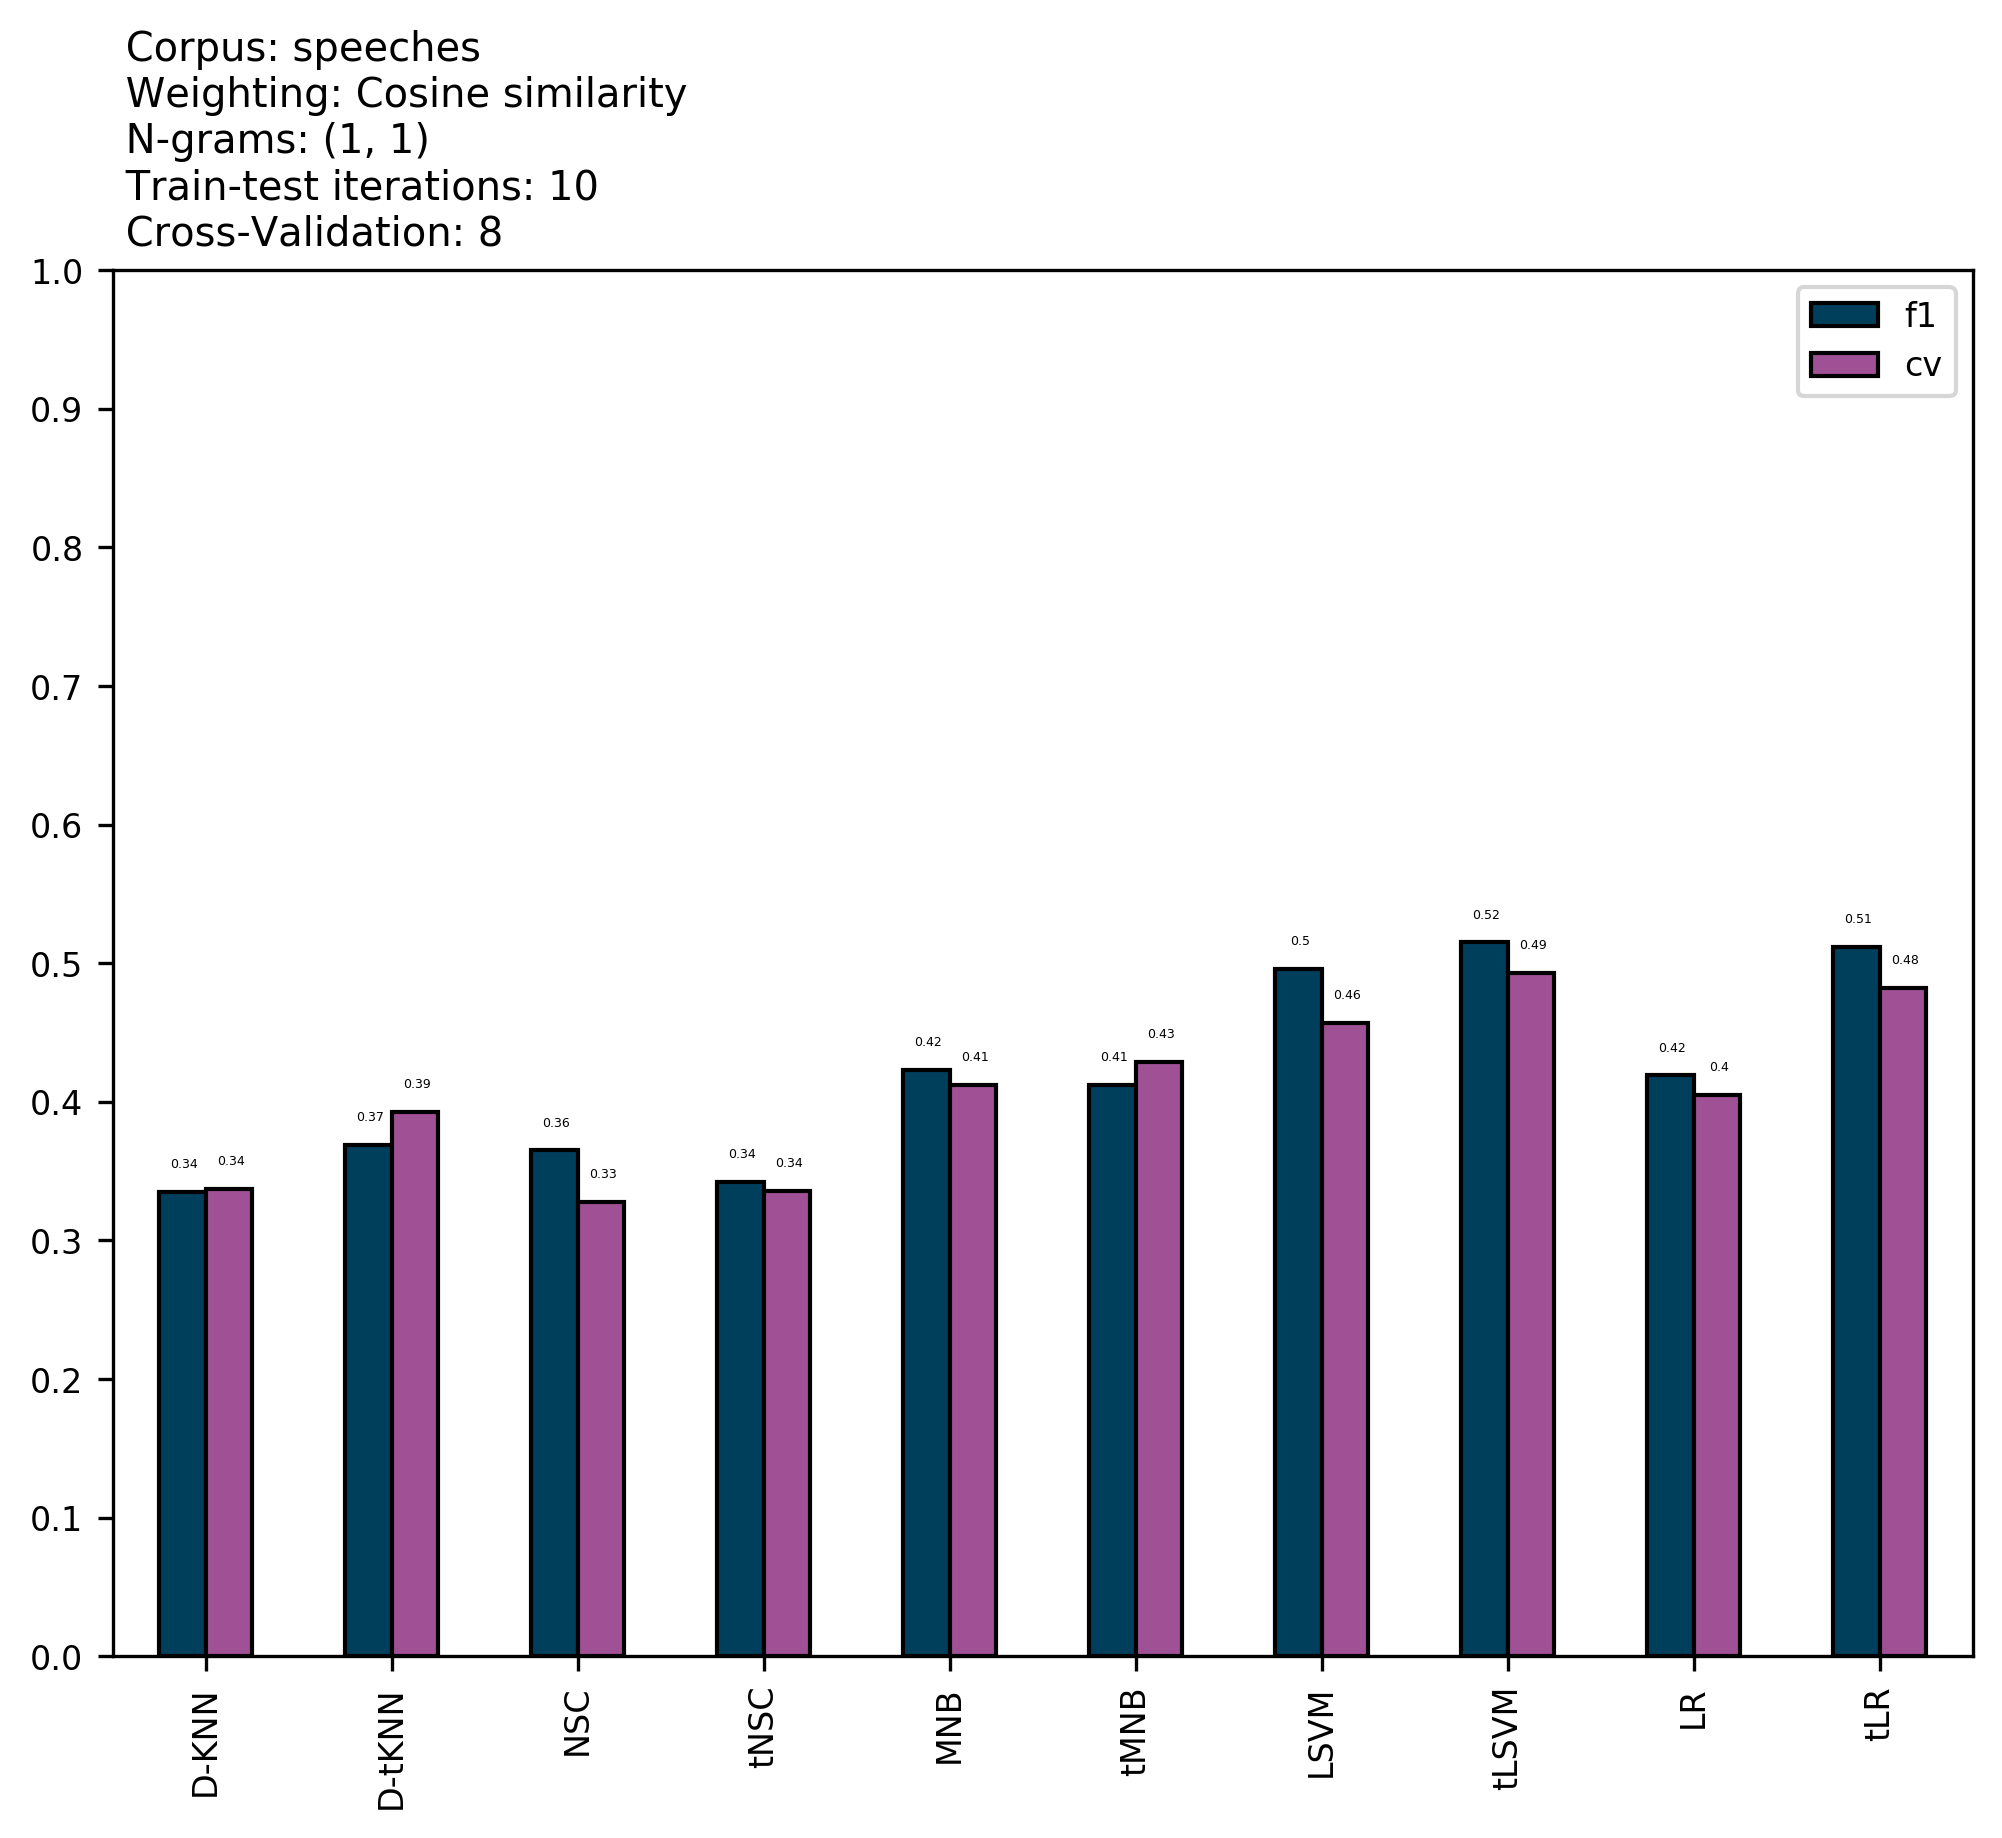 Corpus: speeches
Weighting: Cosine similarity
N-grams: (1, 1)
Train-test iterations: 10
Cross-Validation: 8
1.0
0.9
0.8
0.7
0.6
0.5
0.4
0.3
0.2
0.1
0.0
f1
cv
0.34
0.34
0.37
0.39
0.36
0.33
0.34
0.34
0.42
0.41
0.41
0.43
0.5
0.46
0.52
0.49
0.42
0.4
0.51
0.48
D-KNN
D-tKNN
NSC
tNSC
MNB
tMNB
LSVM
tLSVM
LR
tLR